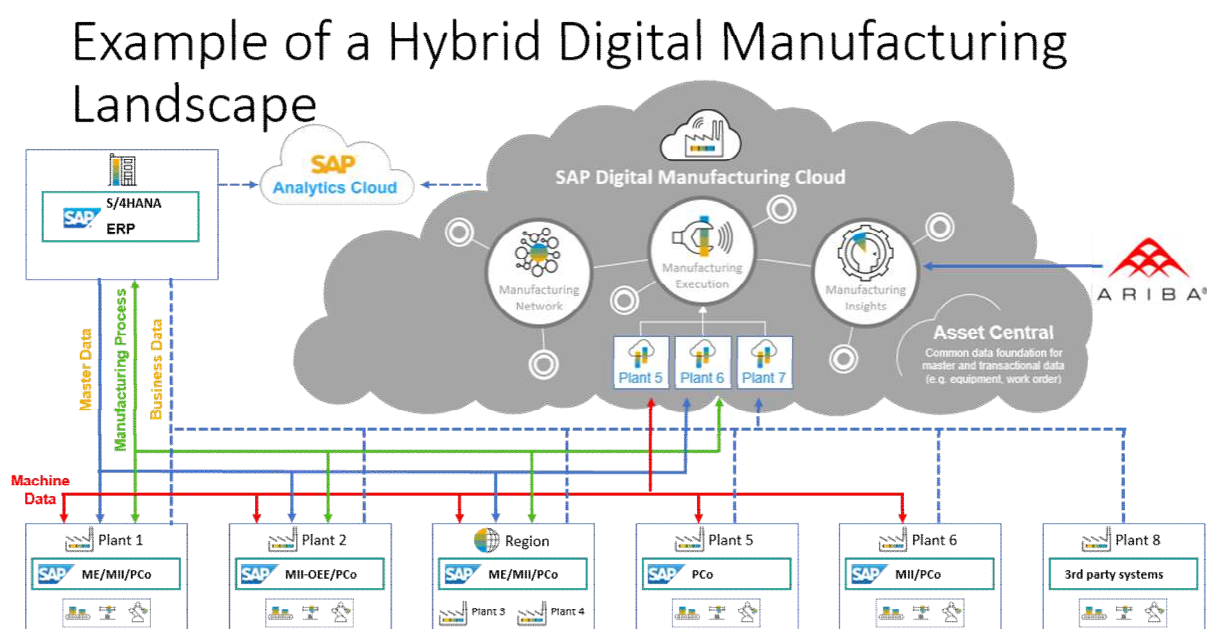 Example of a Hybrid Digital Manufacturing
Landscape
SAP
Analytics Cloud
SAP Digital Manufacturing Cloud
SAP
S/4HANA
ERP
Manufacturing
Network
Manufacturing
Execution
Manufacturing
Insights
ARIBA®
Asset Central
Common data foundation for
master and transactional data
(e.g. equipment, work order)
Plant 5
Plant 6
Plant 7
Master Data
Manufacturing Process
Business Data
Machine
Data
Plant 1
SAP
ME/MII/PCo
Plant 2
SAP
MII-OEE/PCo
Region
SAP
ME/MII/PCo
Plant 3
Plant 4
Plant 5
SAP
PCo
Plant 6
SAP
MII/PCo
Plant 8
3rd party systems